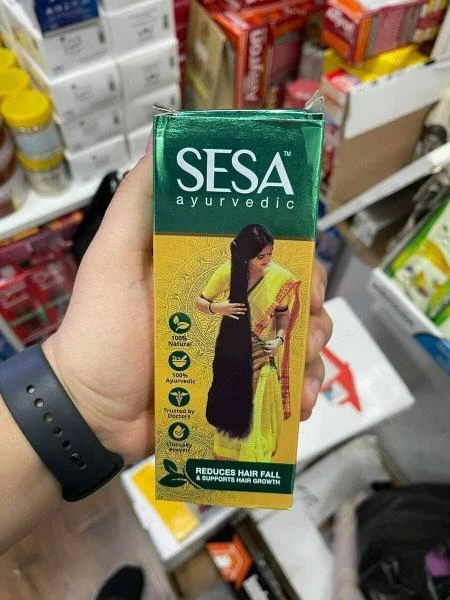 SESA™
ayurvedic
100%
Natural
100%
Ayurvedic
Trusted by
Doctors
Clinically
Proven
REDUCES HAIR FALL
& SUPPORTS HAIR GROWTH